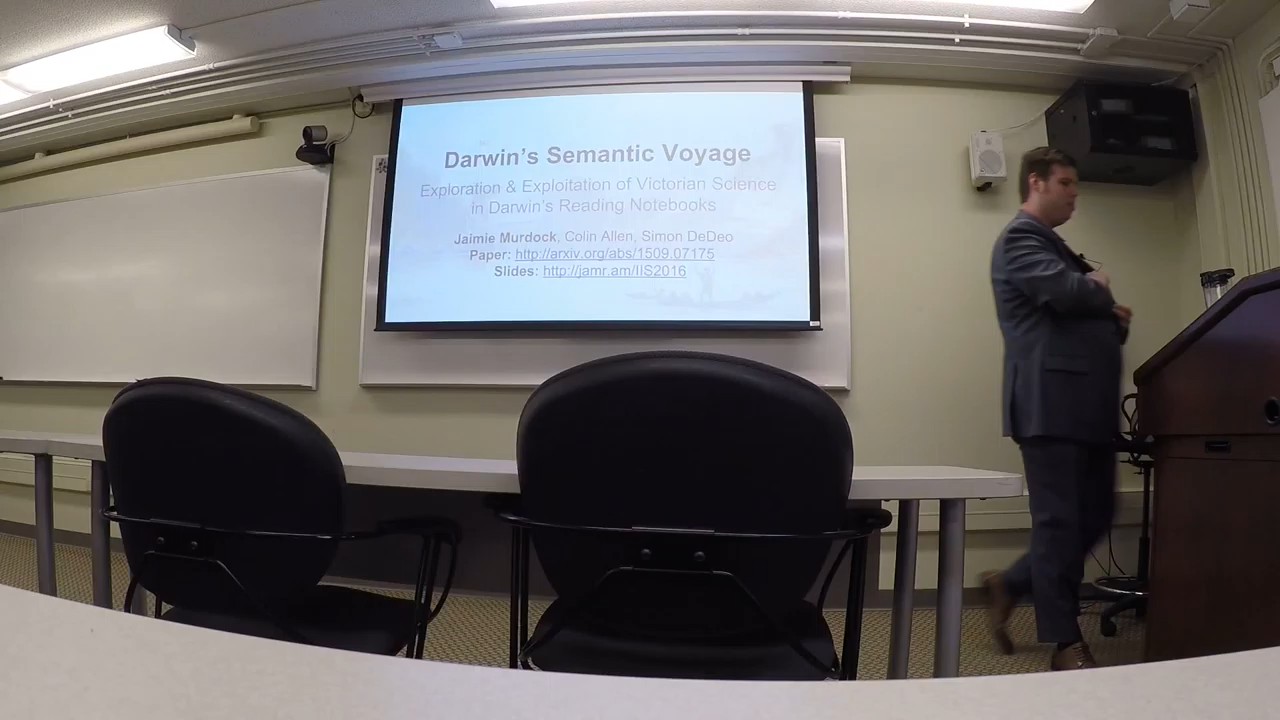 Darwin's Semantic Voyage
Exploration & Exploitation of Victorian Science
in Darwin's Reading Notebooks
Jaimie Murdock, Colin Allen, Simon DeDeo
Paper: http://arxiv.org/abs/1509.07175
Slides: http://jamr.am/IIS2016